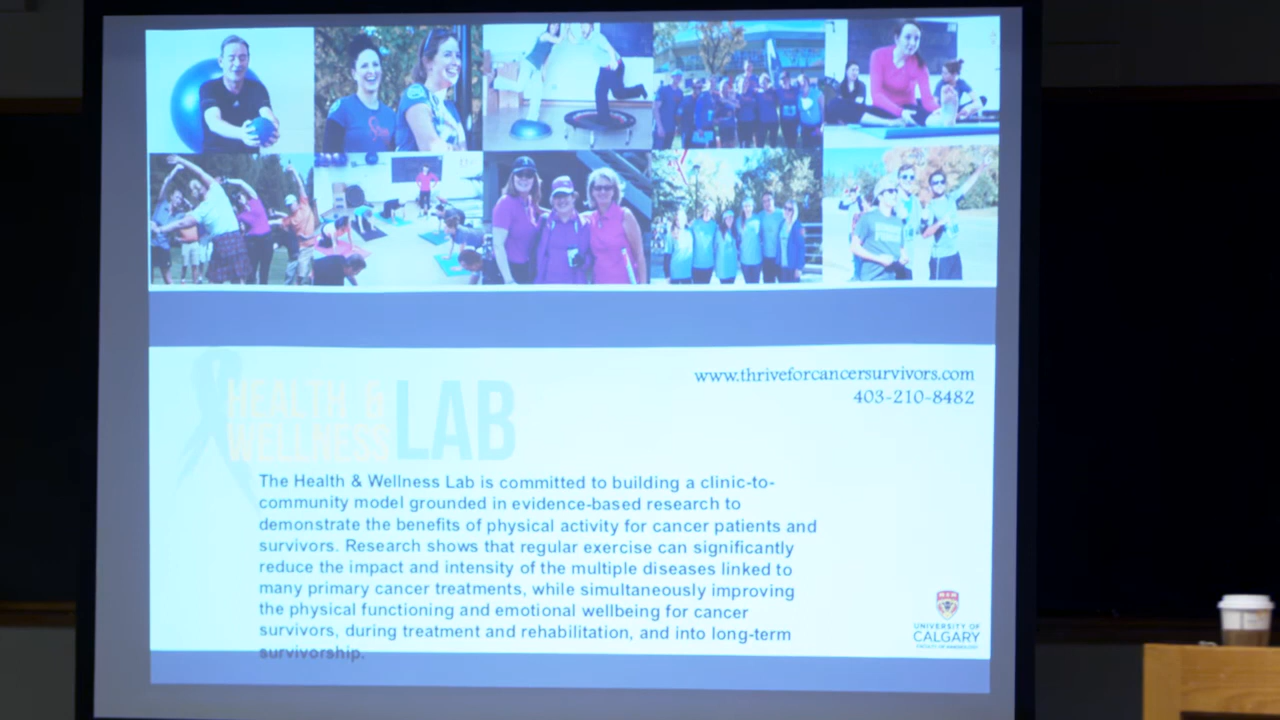 www.thriveforcancersurvivors.com
403-210-8482
HEALTH &
WELLNESS
LAB
The Health & Wellness Lab is committed to building a clinic-to-
community model grounded in evidence-based research to
demonstrate the benefits of physical activity for cancer patients and
survivors. Research shows that regular exercise can significantly
reduce the impact and intensity of the multiple diseases linked to
many primary cancer treatments, while simultaneously improving
the physical functioning and emotional wellbeing for cancer
survivors, during treatment and rehabilitation, and into long-term
survivorship.
UNIVERSITY OF
CALGARY
FACULTY OF KINESIOLOGY